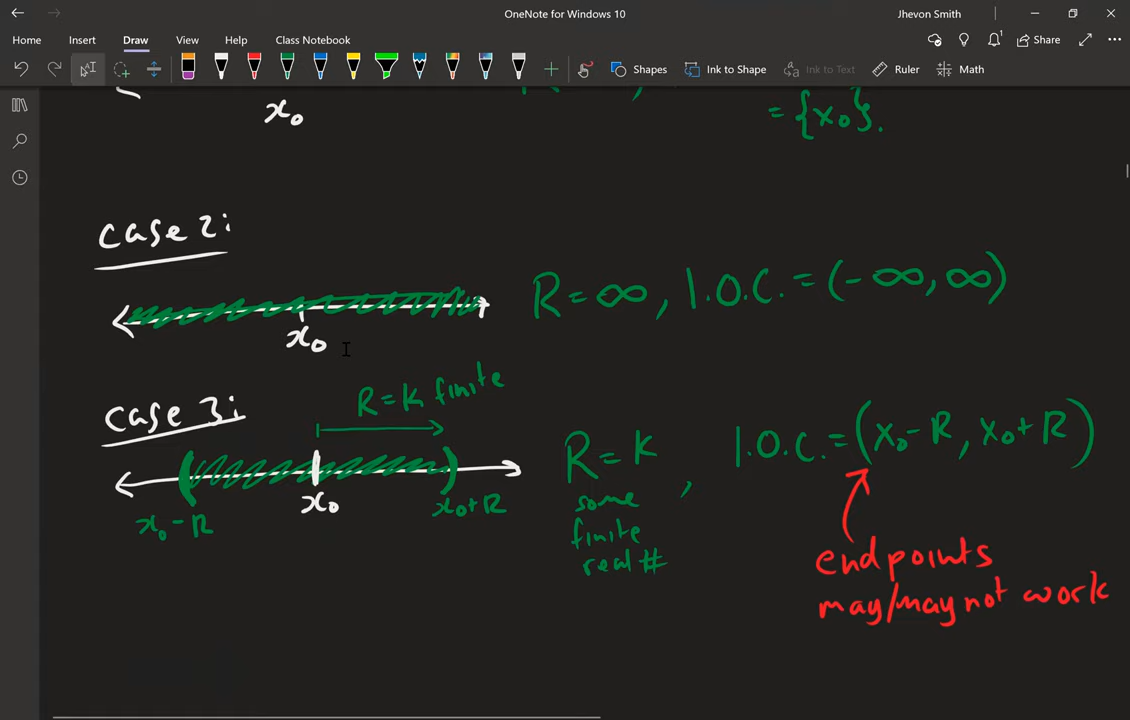 OneNote for Windows 10
Jhevon Smith
Home Insert Draw View Help Class Notebook
Share
Shapes Ink to Shape Ink to Text Ruler Math
x₀
= {x₀}.
case 2:
R = ∞, I.O.C. = (-∞, ∞)
x₀
case 3:
R = k finite
R = k
some
finite
real #
,
I.O.C. = (x₀ - R, x₀ + R)
x₀ - R
x₀
x₀ + R
endpoints
may/may not work